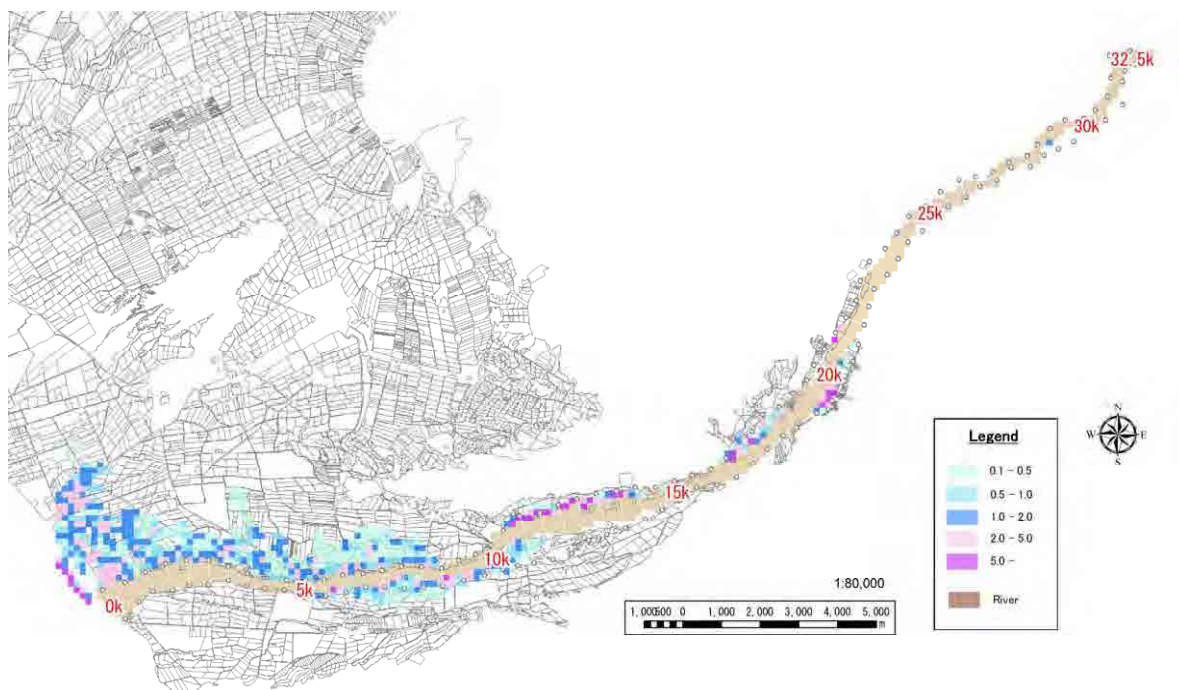 32.5k
30k
25k
20k
15k
10k
5k
0k
N
W E
S
Legend
0.1 - 0.5
0.5 - 1.0
1.0 - 2.0
2.0 - 5.0
5.0 -
River
1:80,000
1,000500 0 1,000 2,000 3,000 4,000 5,000
m